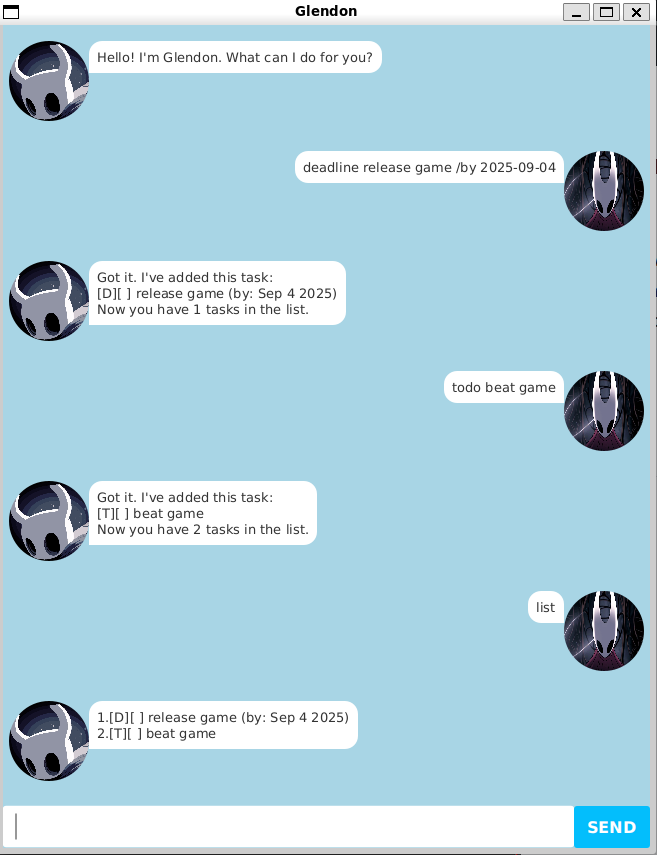 Glendon
Hello! I'm Glendon. What can I do for you?
deadline release game /by 2025-09-04
Got it. I've added this task:
[D][ ] release game (by: Sep 4 2025)
Now you have 1 tasks in the list.
todo beat game
Got it. I've added this task:
[T][ ] beat game
Now you have 2 tasks in the list.
list
1.[D][ ] release game (by: Sep 4 2025)
2.[T][ ] beat game
SEND